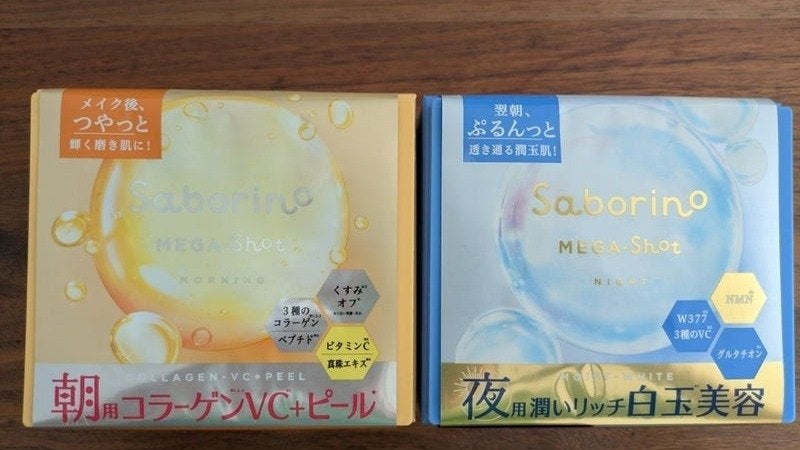 メイク後、
つやっと
輝く磨き肌に！
Saborino
MEGA-Shot
MORNING
くすみ
オフ
3種の
コラーゲン
ペプチド
ビタミンC
真珠エキス
COLLAGEN-VC+PEEL
朝用コラーゲンVC+ピール
翌朝、
ぷるんっと
透き通る潤玉肌！
Saborino
MEGA-Shot
NIGHT
NMN
W377
3種のVC
グルタチオン
WHITE
夜用潤いリッチ白玉美容